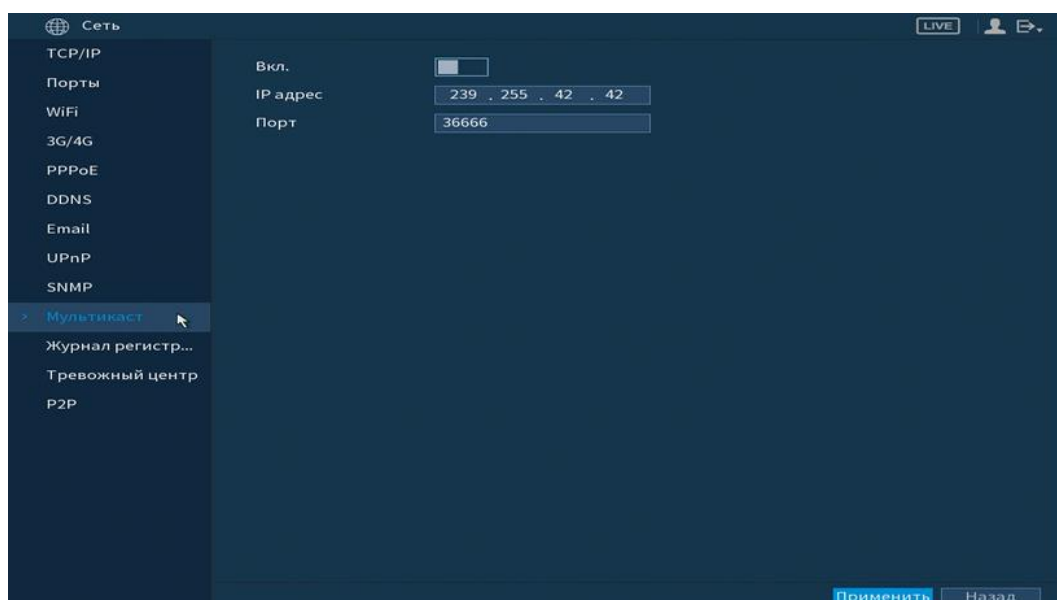 Сеть
LIVE
TCP/IP
Порты
WiFi
3G/4G
PPPoE
DDNS
Email
UPnP
SNMP
Мультикаст
Журнал регистр...
Тревожный центр
P2P
Вкл.
IP адрес 239 . 255 . 42 . 42
Порт 36666
Применить Назад